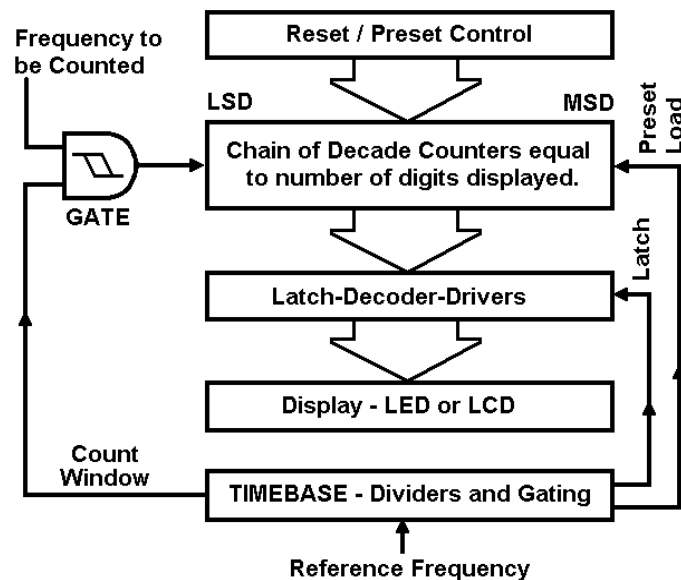 Frequency to
be Counted
Reset / Preset Control
LSD
MSD
Preset
Load
Chain of Decade Counters equal
to number of digits displayed.
GATE
Latch
Latch-Decoder-Drivers
Display - LED or LCD
Count
Window
TIMEBASE - Dividers and Gating
Reference Frequency